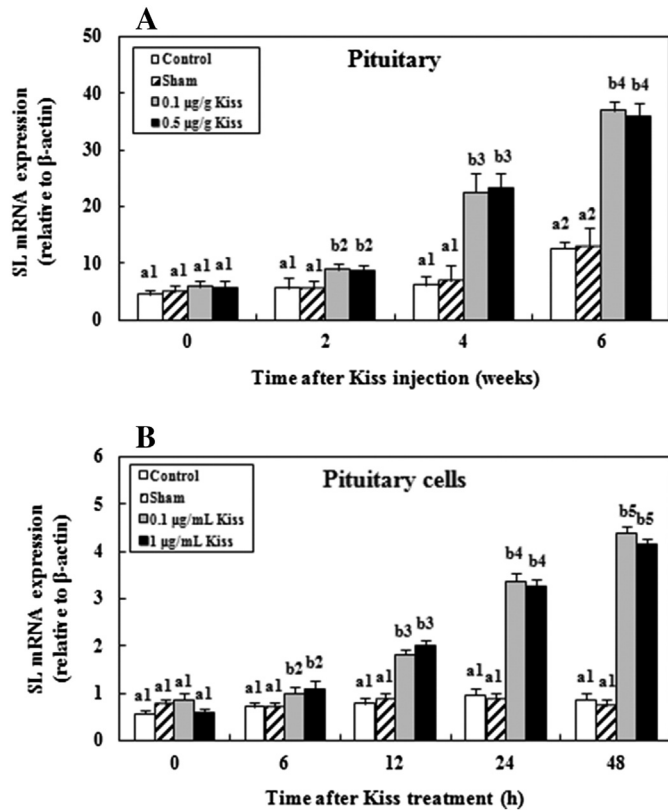 A
Pituitary
Control
Sham
0.1 µg/g Kiss
0.5 µg/g Kiss
SL mRNA expression
(relative to β-actin)
50
40
30
20
10
0
a1 a1 a1 a1
a1 a1 b2 b2
a1 a1 b3 b3
a2 a2 b4 b4
0 2 4 6
Time after Kiss injection (weeks)
B
Pituitary cells
Control
Sham
0.1 µg/mL Kiss
1 µg/mL Kiss
SL mRNA expression
(relative to β-actin)
6
5
4
3
2
1
0
a1 a1 a1 a1
a1 a1 b2 b2
a1 a1 b3 b3
a1 a1 b4 b4
a1 a1 b5 b5
0 6 12 24 48
Time after Kiss treatment (h)